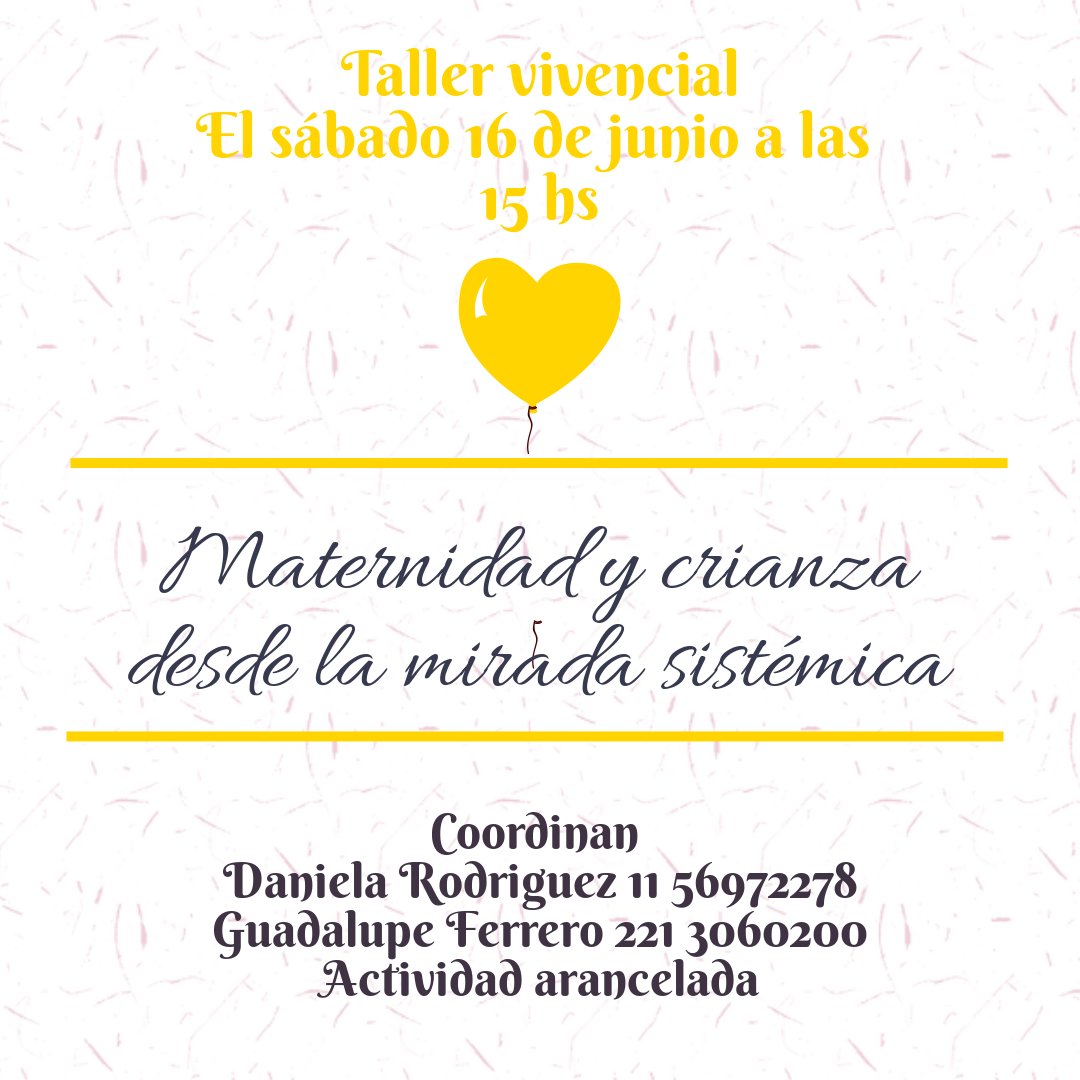 Taller vivencial
El sábado 16 de junio a las
15 hs
Maternidad y crianza
desde la mirada sistémica
Coordinan
Daniela Rodriguez 11 56972278
Guadalupe Ferrero 221 3060200
Actividad arancelada